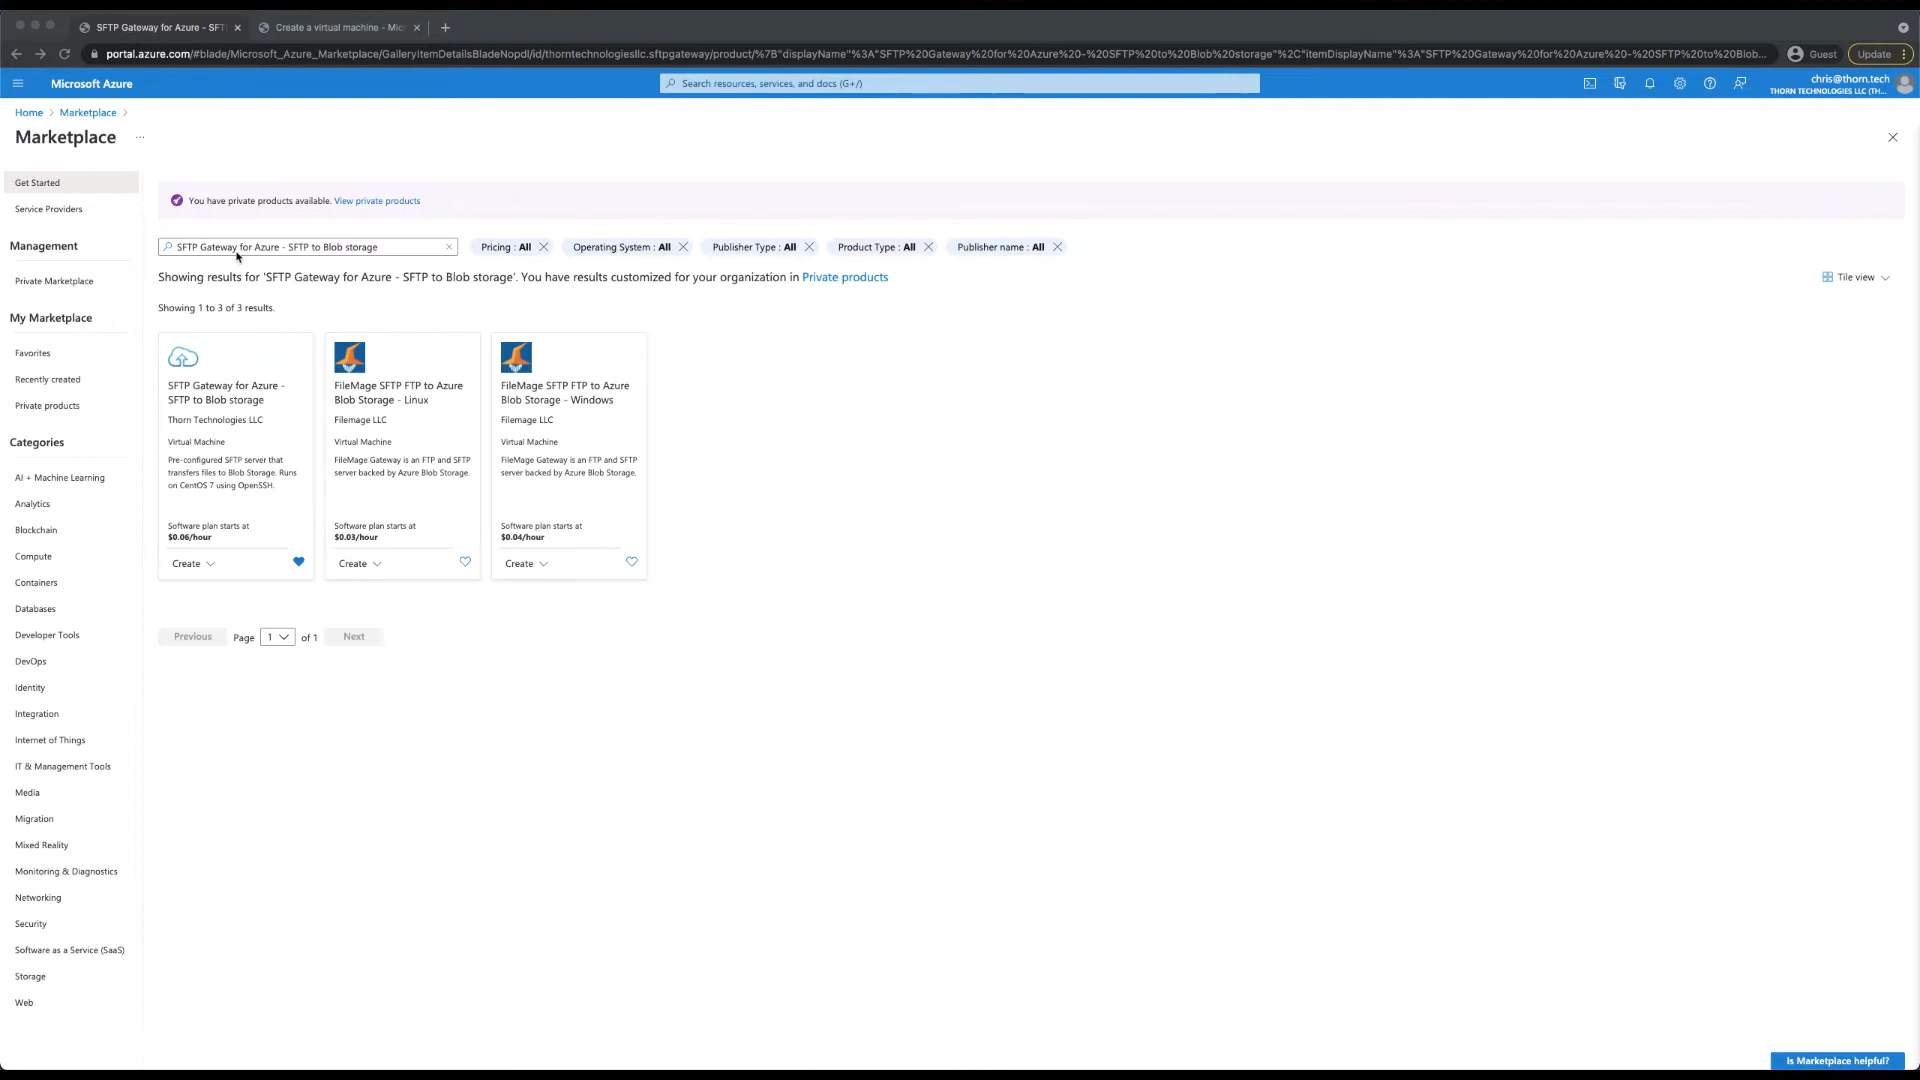 SFTP Gateway for Azure - SFT
Create a virtual machine - Mic
portal.azure.com/#blade/Microsoft_Azure_Marketplace/GalleryItemDetailsBladeNopdl/id/thorntechnologiesllc.sftpgateway/product/%7B"displayName"%3A"SFTP%20Gateway%20for%20Azure%20-%20SFTP%20to%20Blob%20storage"%2C"itemDisplayName"%3A"SFTP%20Gateway%20for%20Azure%20-%20SFTP%20to%20Blob...
Guest
Update
Microsoft Azure
Search resources, services, and docs (G+/)
chris@thorn.tech
THORN TECHNOLOGIES LLC (TH...
Home > Marketplace >
Marketplace ...
Get Started
Service Providers
Management
Private Marketplace
My Marketplace
Favorites
Recently created
Private products
Categories
AI + Machine Learning
Analytics
Blockchain
Compute
Containers
Databases
Developer Tools
DevOps
Identity
Integration
Internet of Things
IT & Management Tools
Media
Migration
Mixed Reality
Monitoring & Diagnostics
Networking
Security
Software as a Service (SaaS)
Storage
Web
You have private products available. View private products
SFTP Gateway for Azure - SFTP to Blob storage
Pricing : All
Operating System : All
Publisher Type : All
Product Type : All
Publisher name : All
Showing results for 'SFTP Gateway for Azure - SFTP to Blob storage'. You have results customized for your organization in Private products
Tile view
Showing 1 to 3 of 3 results.
SFTP Gateway for Azure -
SFTP to Blob storage
Thorn Technologies LLC
Virtual Machine
Pre-configured SFTP server that
transfers files to Blob Storage. Runs
on CentOS 7 using OpenSSH.
Software plan starts at
$0.06/hour
Create
FileMage SFTP FTP to Azure
Blob Storage - Linux
Filemage LLC
Virtual Machine
FileMage Gateway is an FTP and SFTP
server backed by Azure Blob Storage.
Software plan starts at
$0.03/hour
Create
FileMage SFTP FTP to Azure
Blob Storage - Windows
Filemage LLC
Virtual Machine
FileMage Gateway is an FTP and SFTP
server backed by Azure Blob Storage.
Software plan starts at
$0.04/hour
Create
Previous Page 1 of 1 Next
Is Marketplace helpful?